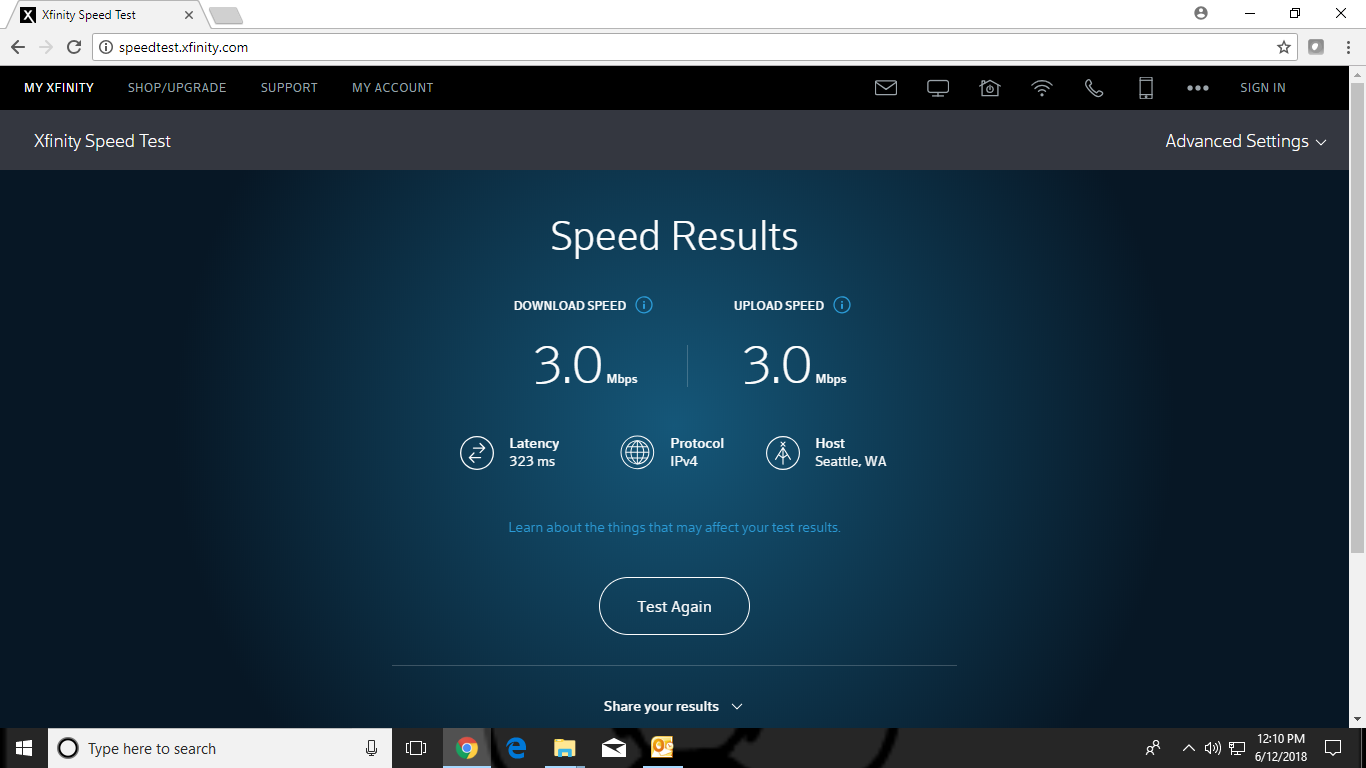 Xfinity Speed Test
speedtest.xfinity.com
MY XFINITY SHOP/UPGRADE SUPPORT MY ACCOUNT SIGN IN
Xfinity Speed Test Advanced Settings
Speed Results
DOWNLOAD SPEED UPLOAD SPEED
3.0 Mbps 3.0 Mbps
Latency Protocol Host
323 ms IPv4 Seattle, WA
Learn about the things that may affect your test results.
Test Again
Share your results
Type here to search
12:10 PM
6/12/2018